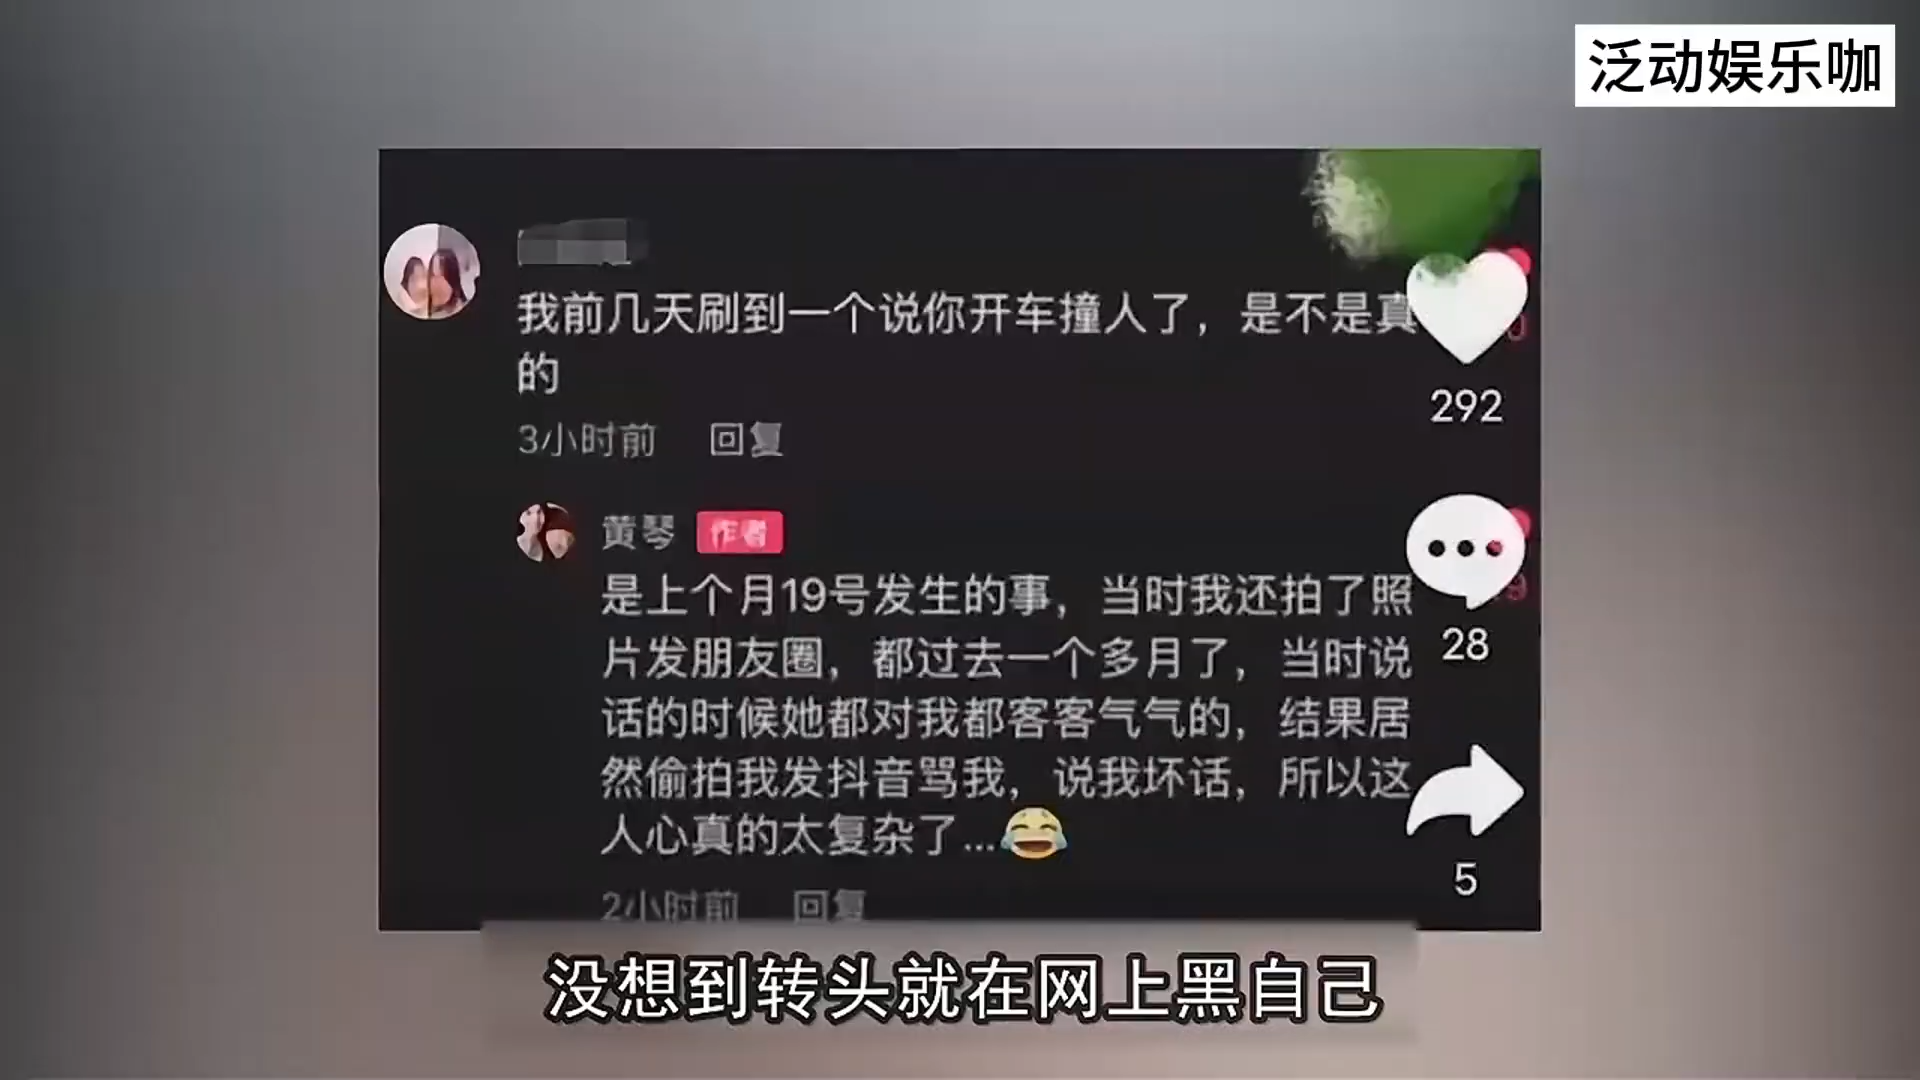 泛动娱乐咖
我前几天刷到一个说你开车撞人了，是不是真
的
3小时前 回复
292
黄琴 作者
是上个月19号发生的事，当时我还拍了照
片发朋友圈，都过去一个多月了，当时说
话的时候她都对我都客客气气的，结果居
然偷拍我发抖音骂我，说我坏话，所以这
人心真的太复杂了...😂
28
5
2小时前 回复
没想到转头就在网上黑自己